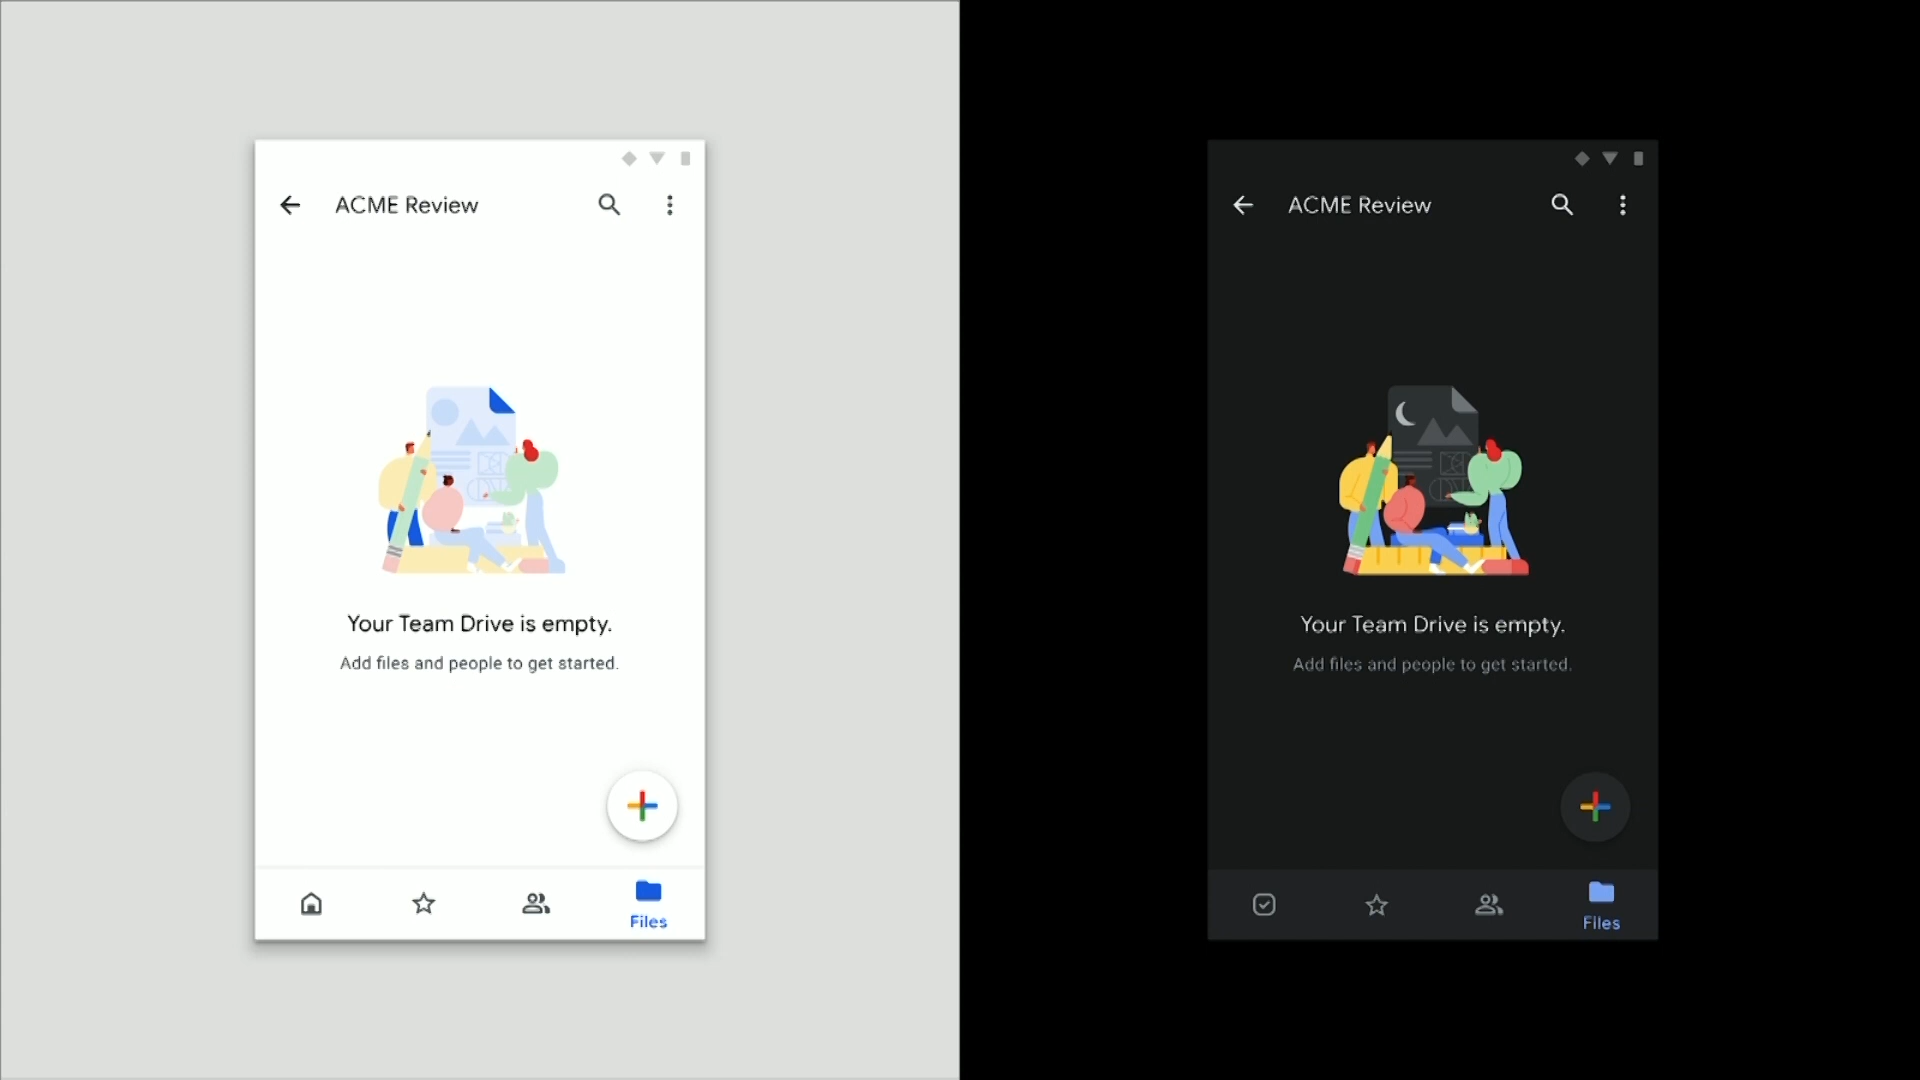 ACME Review
Your Team Drive is empty.
Add files and people to get started.
Files
ACME Review
Your Team Drive is empty.
Add files and people to get started.
Files